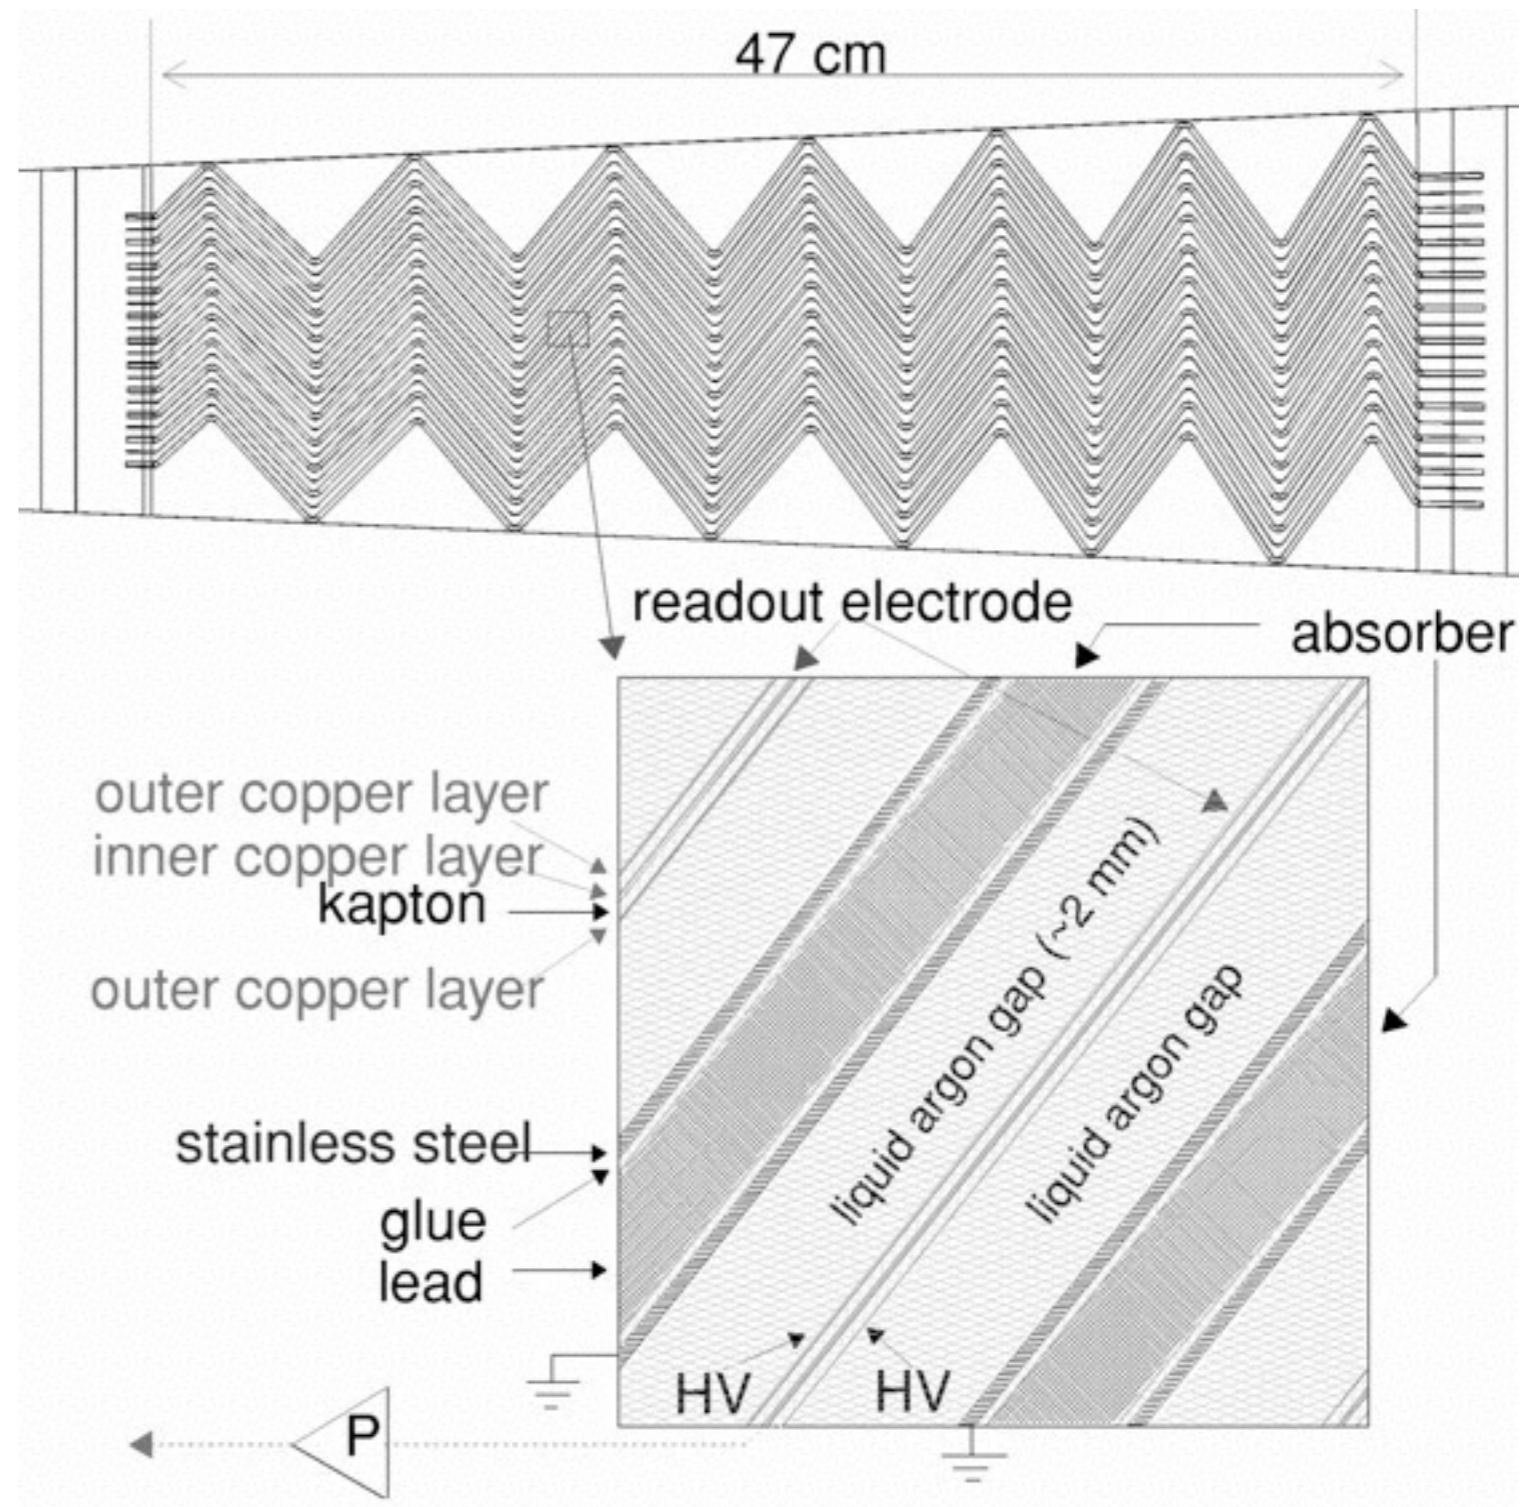 47 cm
readout electrode
absorber
outer copper layer
inner copper layer
kapton
outer copper layer
liquid argon gap (~2 mm)
liquid argon gap
stainless steel
glue
lead
HV
HV
P